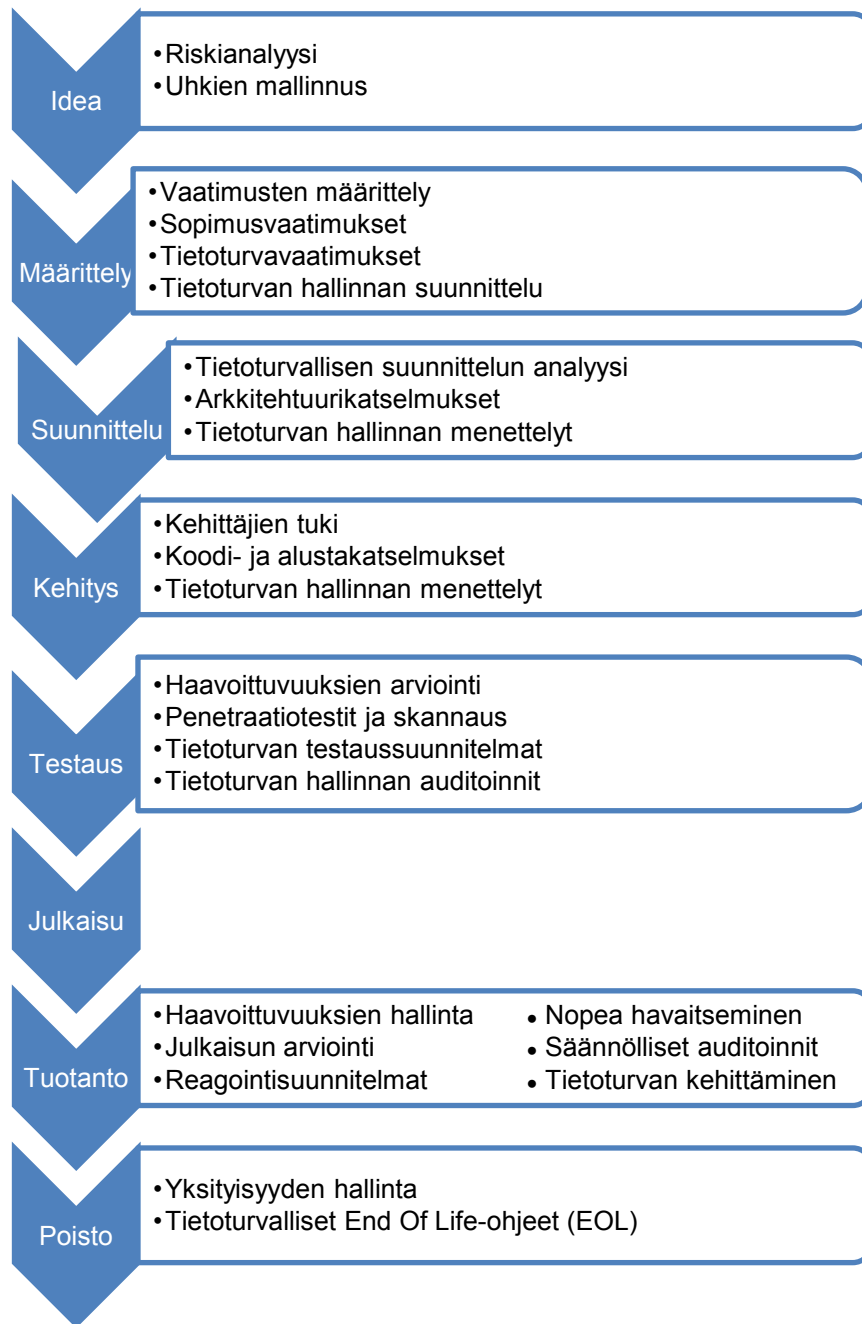 Idea
•Riskianalyysi
•Uhkien mallinnus
Määrittely
•Vaatimusten määrittely
•Sopimusvaatimukset
•Tietoturvavaatimukset
•Tietoturvan hallinnan suunnittelu
Suunnittelu
•Tietoturvallisen suunnittelun analyysi
•Arkkitehtuurikatselmukset
•Tietoturvan hallinnan menettelyt
Kehitys
•Kehittäjien tuki
•Koodi- ja alustakatselmukset
•Tietoturvan hallinnan menettelyt
Testaus
•Haavoittuvuuksien arviointi
•Penetraatiotestit ja skannaus
•Tietoturvan testaussuunnitelmat
•Tietoturvan hallinnan auditoinnit
Julkaisu
Tuotanto
•Haavoittuvuuksien hallinta
•Julkaisun arviointi
•Reagointisuunnitelmat
• Nopea havaitseminen
• Säännölliset auditoinnit
• Tietoturvan kehittäminen
Poisto
•Yksityisyyden hallinta
•Tietoturvalliset End Of Life-ohjeet (EOL)